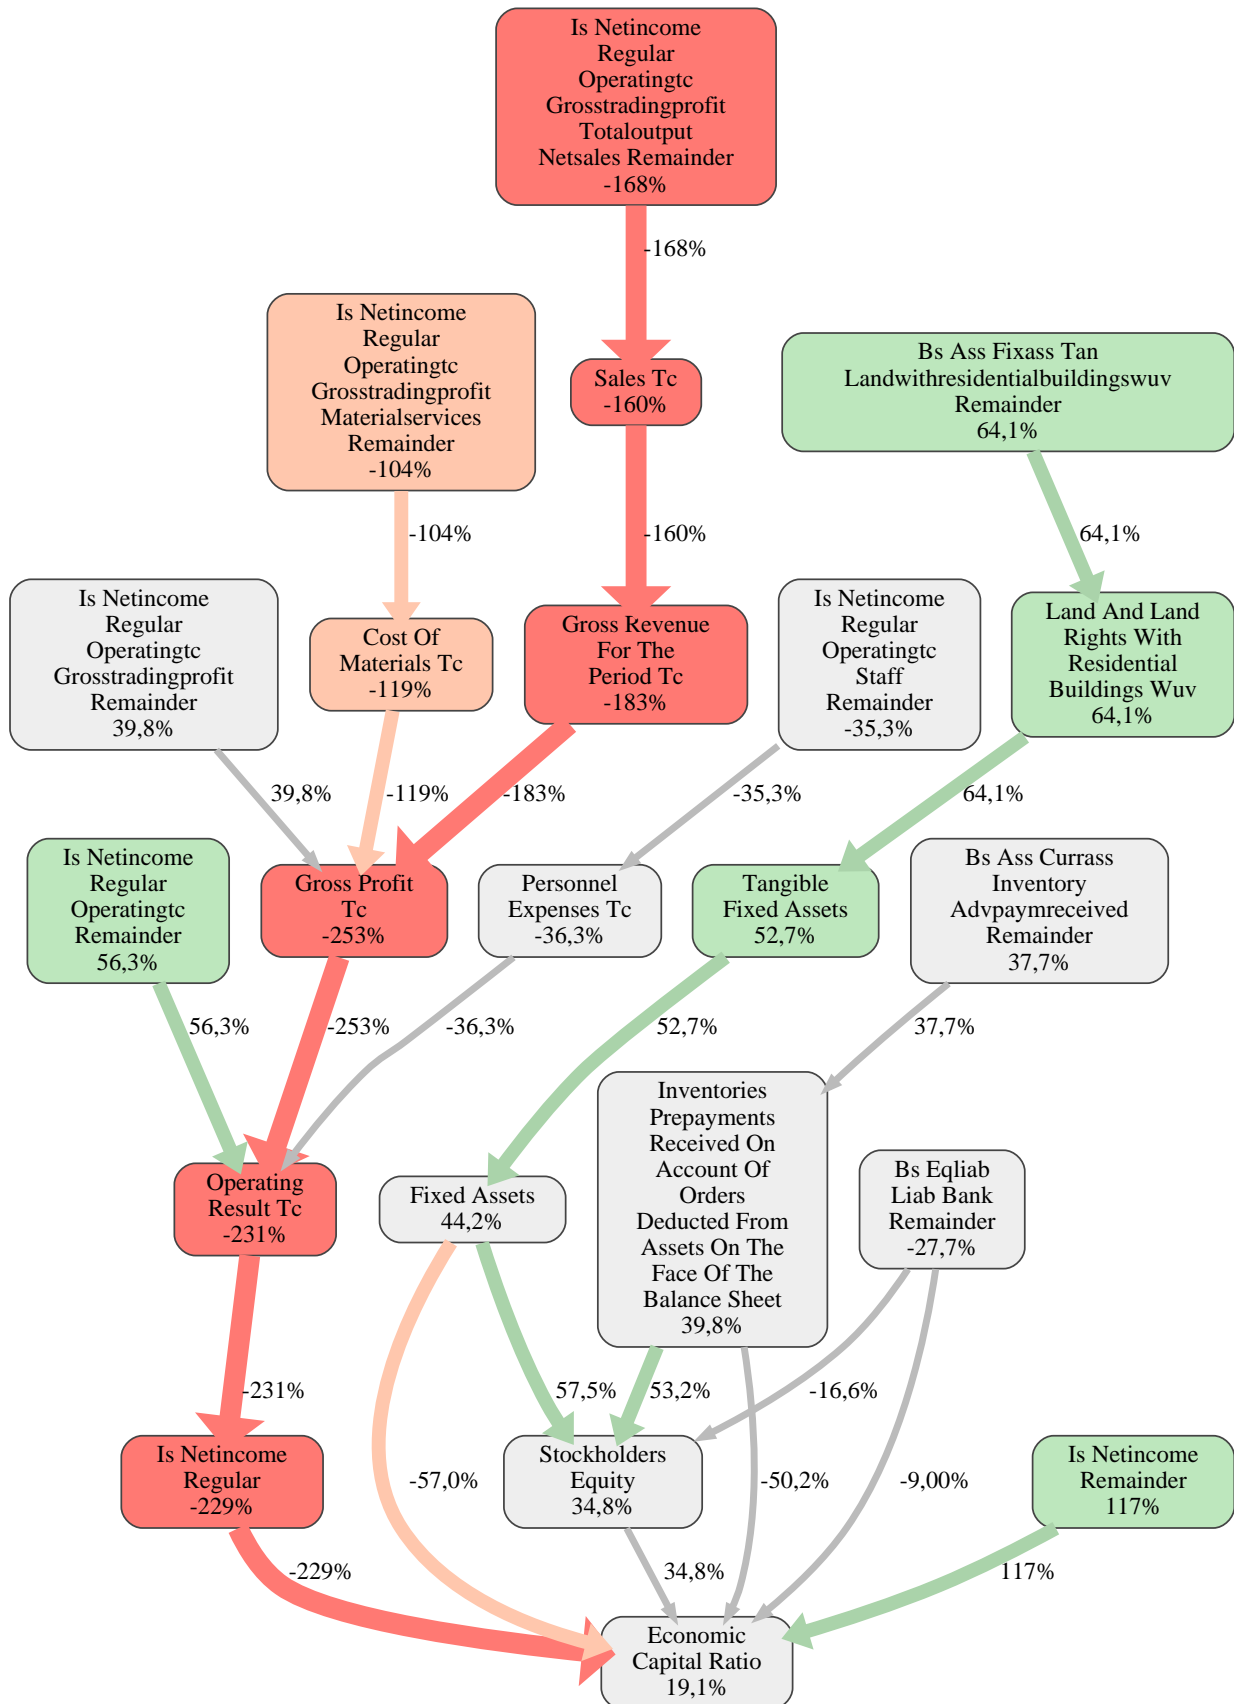 Is Netincome
Regular
Operatingtc
Grosstradingprofit
Totaloutput
Netsales Remainder
-168%
-168%
Is Netincome
Regular
Operatingtc
Grosstradingprofit
Materialservices
Remainder
-104%
Sales Tc
-160%
Bs Ass Fixass Tan
Landwithresidentialbuildingswuv
Remainder
64,1%
-104%
-160%
64,1%
Is Netincome
Regular
Operatingtc
Grosstradingprofit
Remainder
39,8%
Cost Of
Materials Tc
-119%
Gross Revenue
For The
Period Tc
-183%
Is Netincome
Regular
Operatingtc
Staff
Remainder
-35,3%
Land And Land
Rights With
Residential
Buildings Wuv
64,1%
39,8%
-119%
-183%
-35,3%
64,1%
Is Netincome
Regular
Operatingtc
Remainder
56,3%
Gross Profit
Tc
-253%
Personnel
Expenses Tc
-36,3%
Tangible
Fixed Assets
52,7%
Bs Ass Currass
Inventory
Advpaymreceived
Remainder
37,7%
56,3%
-253%
-36,3%
52,7%
37,7%
Operating
Result Tc
-231%
Fixed Assets
44,2%
Inventories
Prepayments
Received On
Account Of
Orders
Deducted From
Assets On The
Face Of The
Balance Sheet
39,8%
Bs Eqliab
Liab Bank
Remainder
-27,7%
-231%
57,5%
53,2%
-16,6%
Is Netincome
Regular
-229%
-57,0%
Stockholders
Equity
34,8%
-50,2%
-9,00%
Is Netincome
Remainder
117%
-229%
34,8%
117%
Economic
Capital Ratio
19,1%